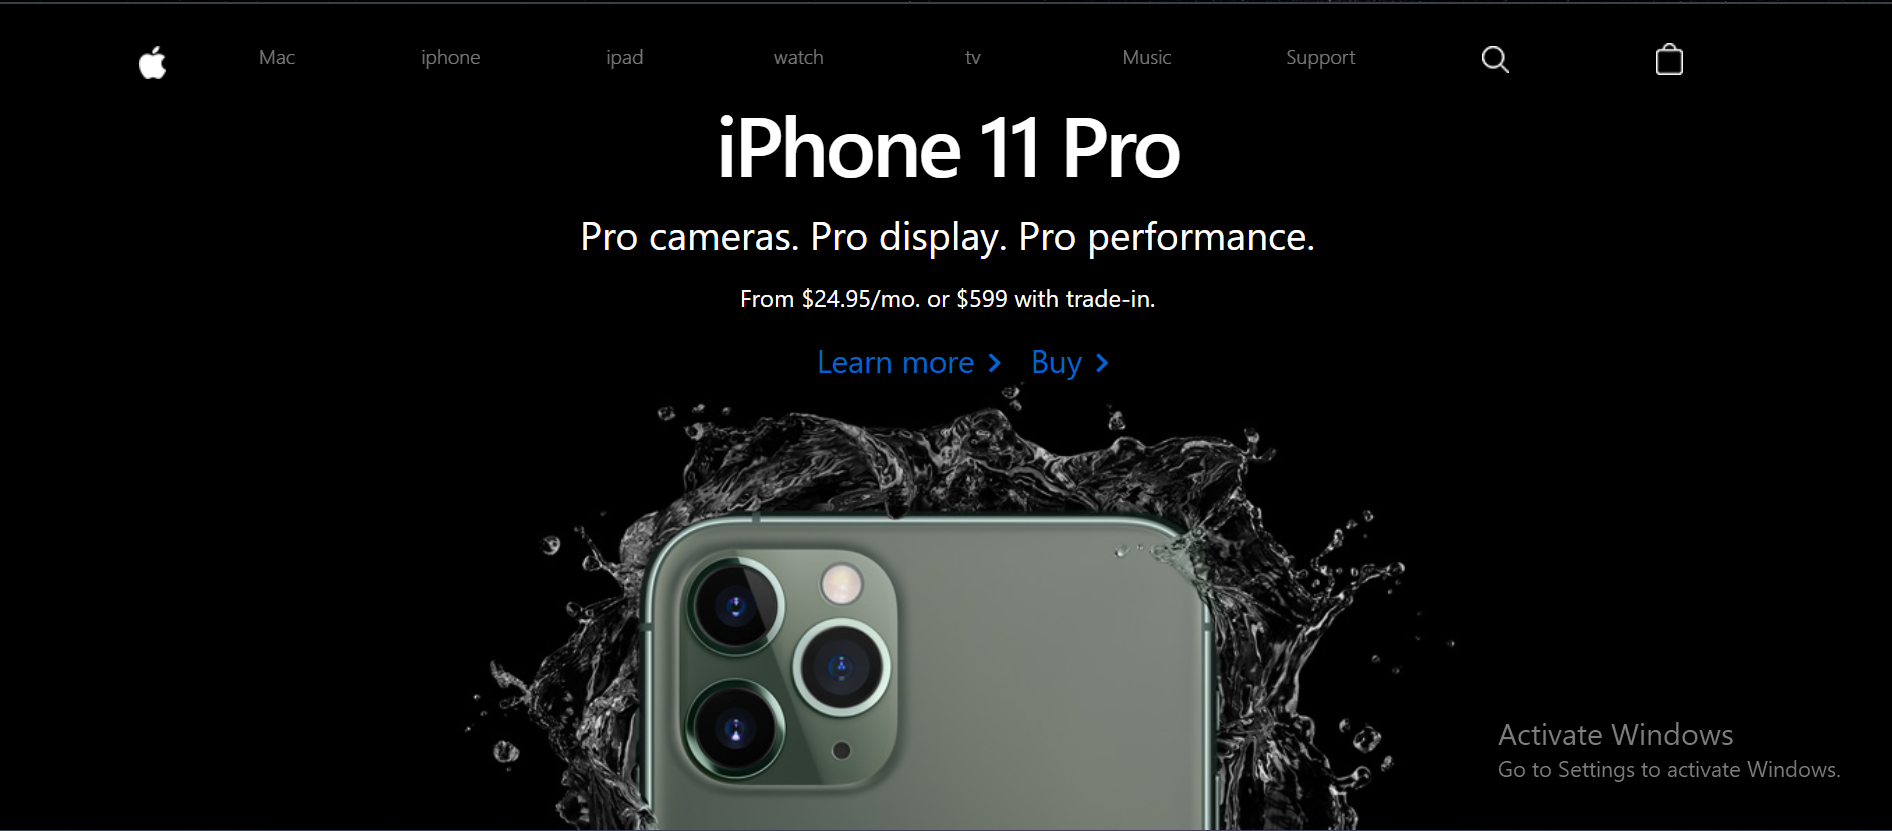 Mac iphone ipad watch tv Music Support
iPhone 11 Pro
Pro cameras. Pro display. Pro performance.
From $24.95/mo. or $599 with trade-in.
Learn more Buy
Activate Windows
Go to Settings to activate Windows.